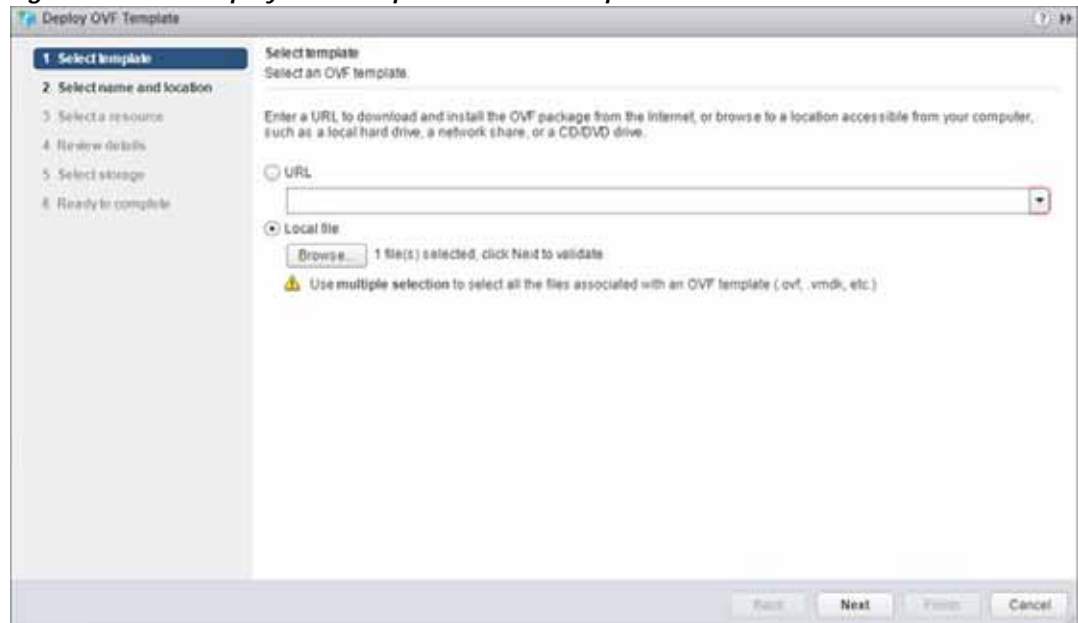 Deploy OVF Template
1 Select template
2 Select name and location
3 Select a resource
4 Review details
5 Select storage
6 Ready to complete
Select template
Select an OVF template.
Enter a URL to download and install the OVF package from the Internet, or browse to a location accessible from your computer,
such as a local hard drive, a network share, or a CD/DVD drive.
URL
Local file
Browse... 1 file(s) selected, click Next to validate
Use multiple selection to select all the files associated with an OVF template (.ovf, .vmdk, etc.)
Back Next Finish Cancel